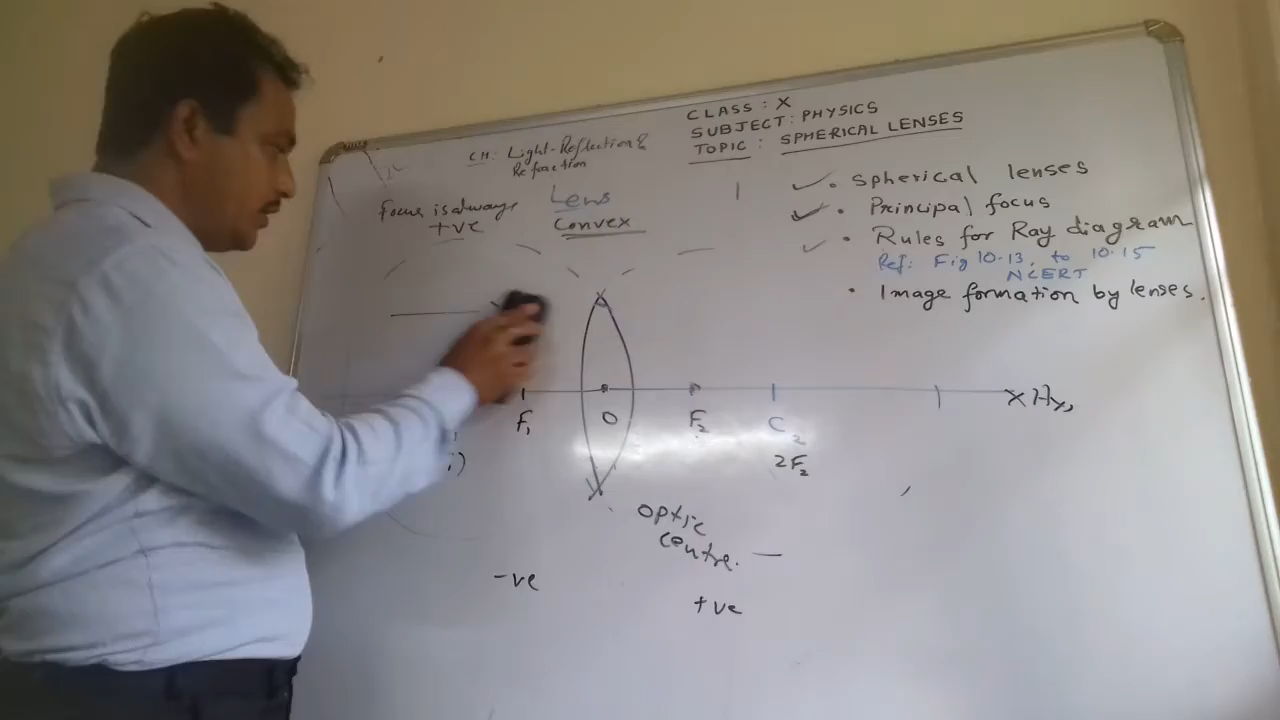 CLASS : X
SUBJECT: PHYSICS
TOPIC : SPHERICAL LENSES
CH: Light-Reflection &
Refraction
Focus is always
+ve
Lens
Convex
• Spherical lenses
• Principal focus
• Rules for Ray diagram
Ref: Fig 10.13, to 10.15
NCERT
• Image formation by lenses.
F₁
O
F₂
C₂
2F₂
optic
centre.
-ve
+ve